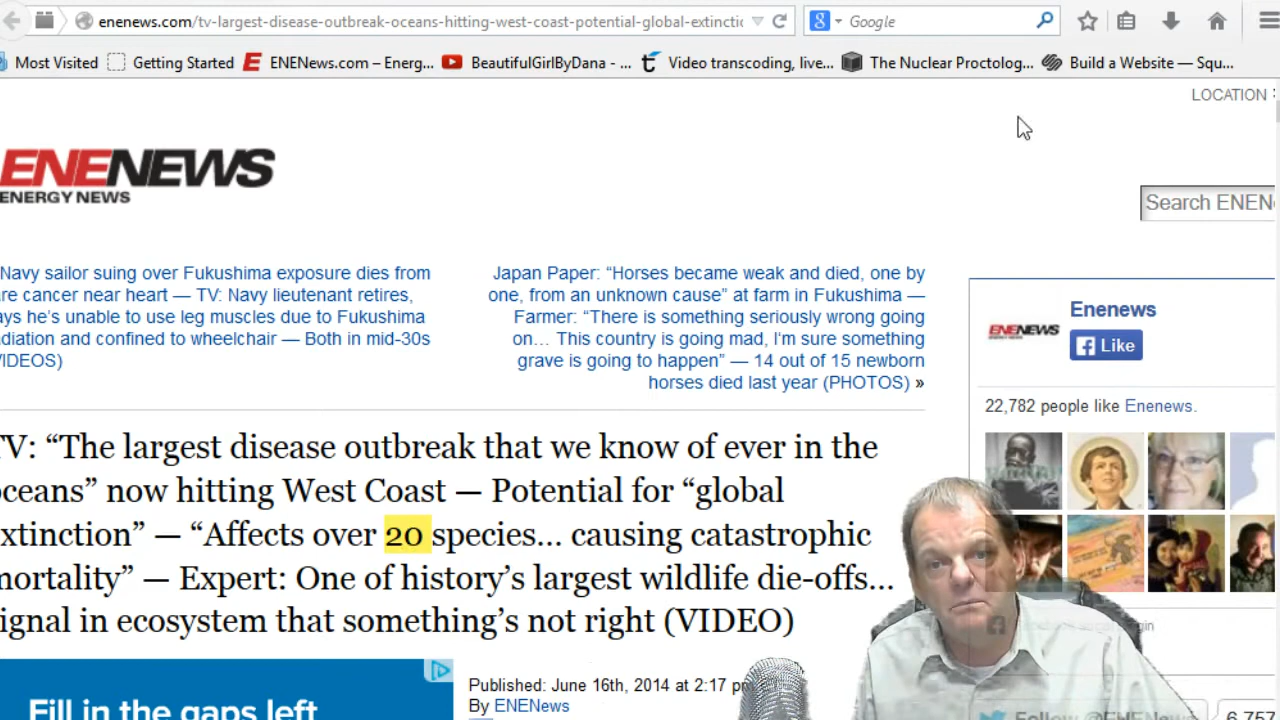 enenews.com/tv-largest-disease-outbreak-oceans-hitting-west-coast-potential-global-extinctic
Google
Most Visited
Getting Started
ENENews.com – Energ...
BeautifulGirlByDana - ...
Video transcoding, live...
The Nuclear Proctolog...
Build a Website — Squ...
LOCATION
ENENEWS
ENERGY NEWS
Search ENEN
Navy sailor suing over Fukushima exposure dies from
re cancer near heart — TV: Navy lieutenant retires,
ays he's unable to use leg muscles due to Fukushima
diation and confined to wheelchair — Both in mid-30s
VIDEOS)
Japan Paper: “Horses became weak and died, one by
one, from an unknown cause” at farm in Fukushima —
Farmer: “There is something seriously wrong going
on… This country is going mad, I'm sure something
grave is going to happen” — 14 out of 15 newborn
horses died last year (PHOTOS) »
Enenews
Like
22,782 people like Enenews.
TV: “The largest disease outbreak that we know of ever in the
oceans” now hitting West Coast — Potential for “global
xtinction” — “Affects over 20 species… causing catastrophic
mortality” — Expert: One of history's largest wildlife die-offs…
ignal in ecosystem that something's not right (VIDEO)
Fill in the gaps left
Published: June 16th, 2014 at 2:17 pm
By ENENews
Follow @ENENews
6,757